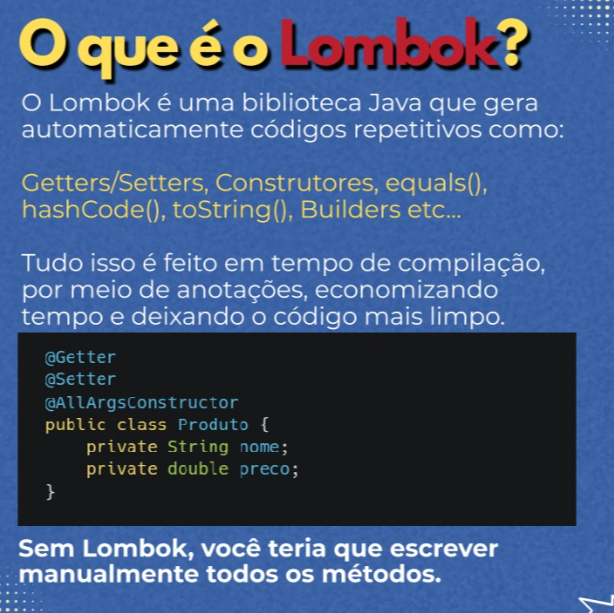 O que é o Lombok?
O Lombok é uma biblioteca Java que gera
automaticamente códigos repetitivos como:
Getters/Setters, Construtores, equals(),
hashCode(), toString(), Builders etc...
Tudo isso é feito em tempo de compilação,
por meio de anotações, economizando
tempo e deixando o código mais limpo.
@Getter
@Setter
@AllArgsConstructor
public class Produto {
    private String nome;
    private double preco;
}
Sem Lombok, você teria que escrever
manualmente todos os métodos.